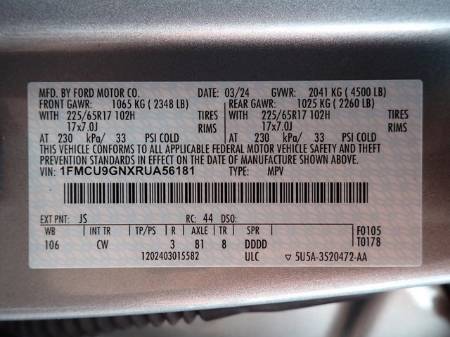 MFD. BY FORD MOTOR CO. DATE: 03/24 GVWR: 2041 KG ( 4500 LB)
FRONT GAWR: 1065 KG ( 2348 LB) REAR GAWR: 1025 KG ( 2260 LB)
WITH 225/65R17 102H TIRES WITH 225/65R17 102H TIRES
17x7.0J RIMS 17x7.0J RIMS
AT 230 kPa/ 33 PSI COLD AT 230 kPa/ 33 PSI COLD
THIS VEHICLE CONFORMS TO ALL APPLICABLE FEDERAL MOTOR VEHICLE SAFETY, BUMPER, AND THEFT
PREVENTION STANDARDS IN EFFECT ON THE DATE OF MANUFACTURE SHOWN ABOVE.
VIN: 1FMCU9GNXRUA56181 TYPE: MPV
EXT PNT: JS RC: 44 DSO: F0105
WB INT TR TP/PS R AXLE TR SPR T0178
106 CW 3 81 8 DDDD
1202403015582 ULC ▽ 5U5A-3520472-AA